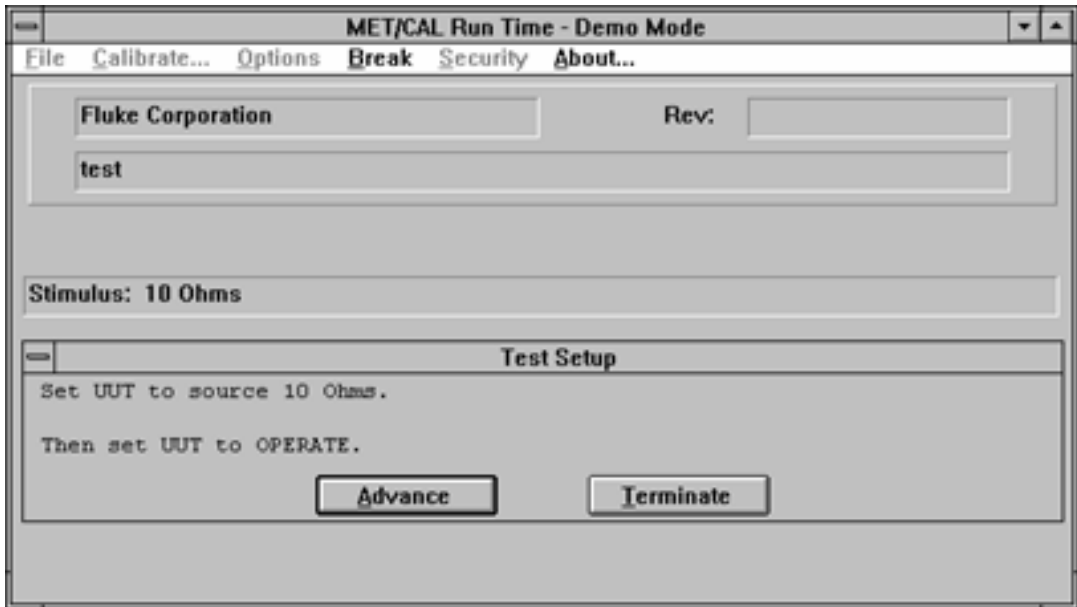 MET/CAL Run Time - Demo Mode
File Calibrate... Options Break Security About...
Fluke Corporation Rev:
test
Stimulus: 10 Ohms
Test Setup
Set UUT to source 10 Ohms.
Then set UUT to OPERATE.
Advance Terminate